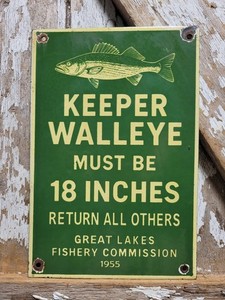 KEEPER
WALLEYE
MUST BE
18 INCHES
RETURN ALL OTHERS
GREAT LAKES
FISHERY COMMISSION
1955